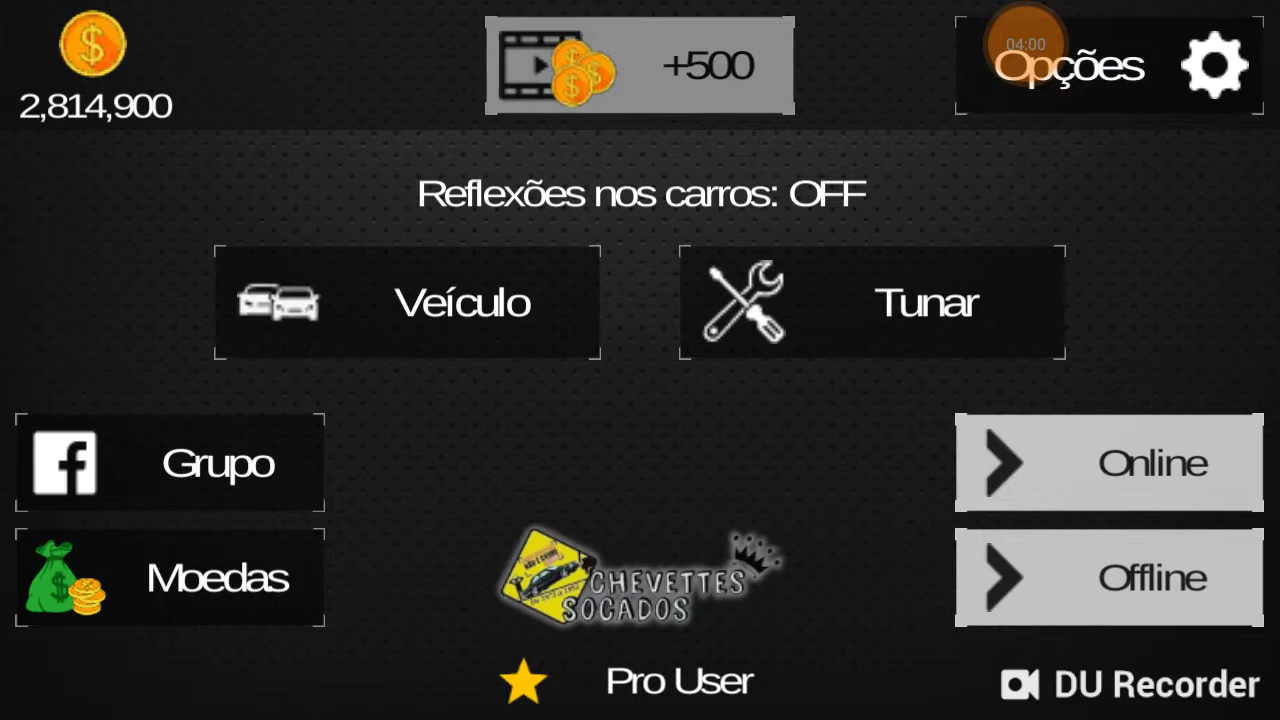 2,814,900
+500
04:00
Opções
Reflexões nos carros: OFF
Veículo
Tunar
Grupo
Online
Moedas
CHEVETTES
SOCADOS
Offline
Pro User
DU Recorder